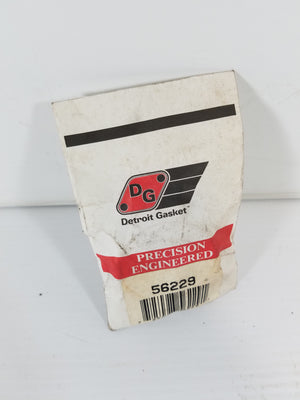 DG
Detroit Gasket
PRECISION
ENGINEERED
56229